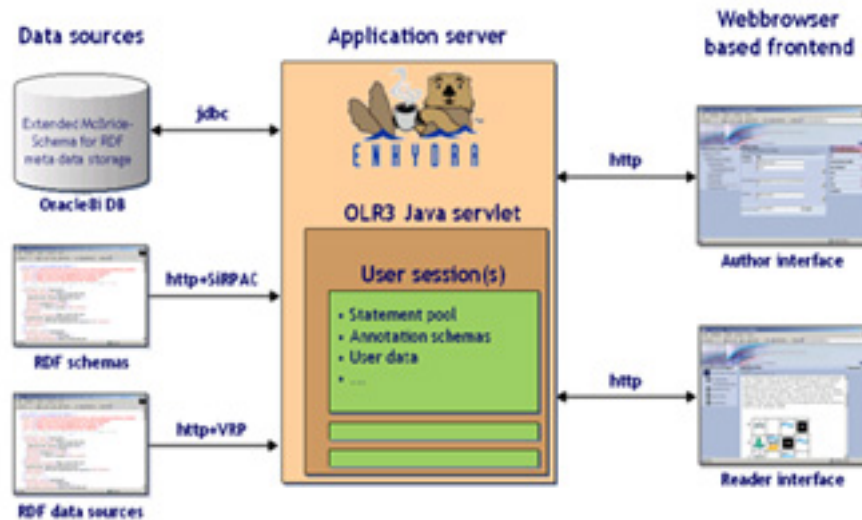 Data sources
Application server
Webbrowser
based frontend
Extended McBride-
Schema for RDF
meta data storage
Oracle8i DB
jdbc
ENHYDRA
™
http
OLR3 Java servlet
Author interface
User session(s)
http+SiRPAC
• Statement pool
• Annotation schemas
• User data
• ....
RDF schemas
http
http+VRP
Reader interface
RDF data sources